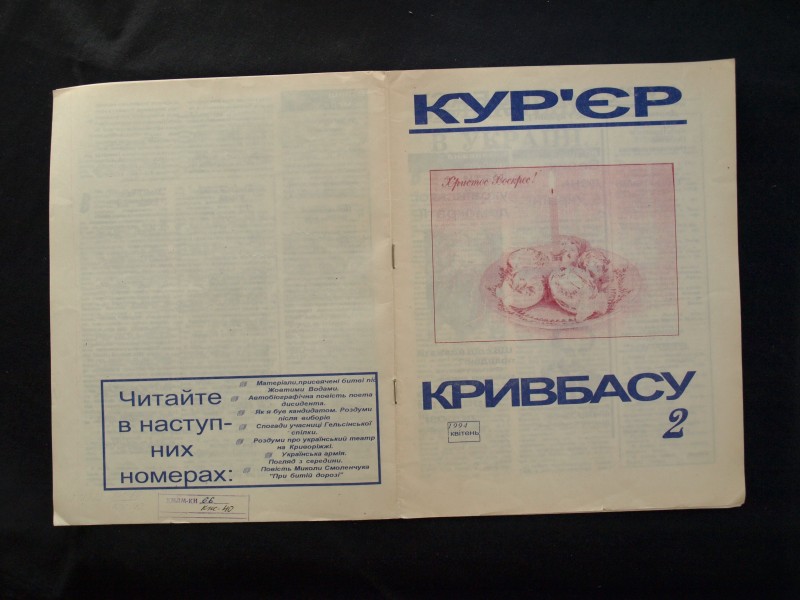 КУР'ЄР
Христос Воскрес!
КРИВБАСУ
2
квітень
Читайте
в наступ-
них
номерах:
Матеріали,присвячені битві під
Жовтими Водами.
Автобіографічна повість поета
дисидента.
Як я був кандидатом. Роздуми
після виборів
Спогади учасниці Гельсінської
спілки.
Роздуми про український театр
на Криворіжжі.
Українська армія.
Погляд з середини.
Повість Миколи Смоленчука
"При битій дорозі"